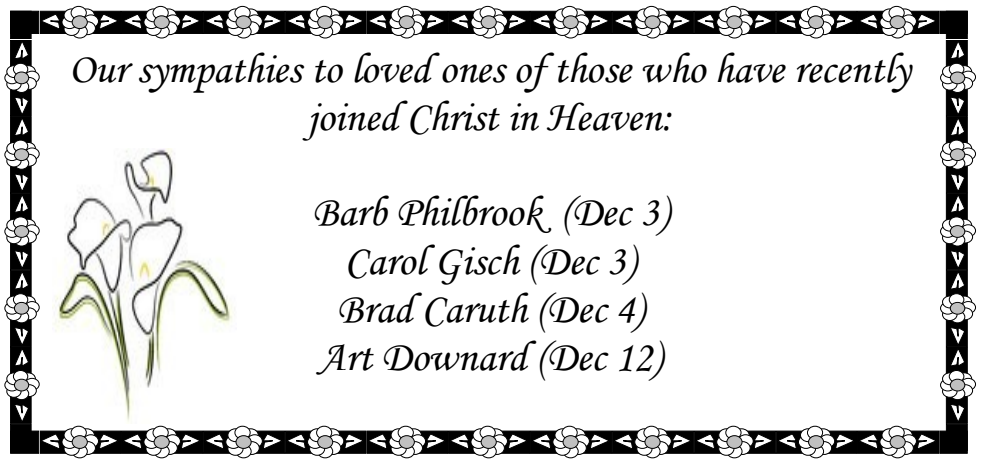 Our sympathies to loved ones of those who have recently
joined Christ in Heaven:
Barb Philbrook (Dec 3)
Carol Gisch (Dec 3)
Brad Caruth (Dec 4)
Art Downard (Dec 12)